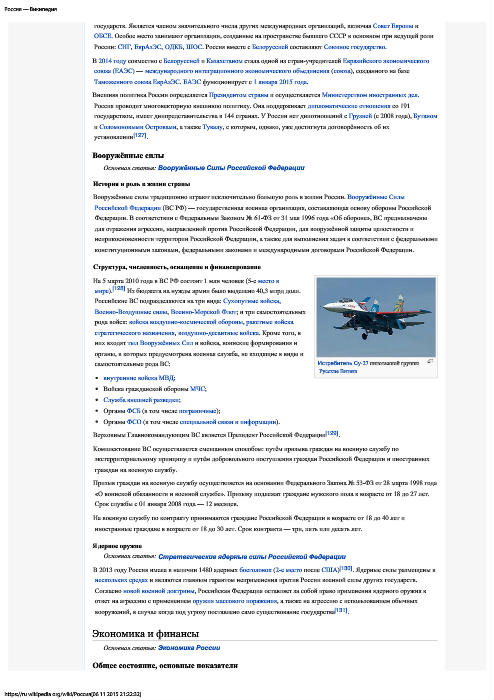 Россия — Википедия
государств. Является членом значительного числа других международных организаций, включая Совет Европы и
ОБСЕ. Особое место занимают организации, созданные на пространстве бывшего СССР в основном при ведущей роли
России: СНГ, ЕврАзЭС, ОДКБ, ШОС. Россия вместе с Белоруссией составляют Союзное государство.
В 2014 году совместно с Белоруссией и Казахстаном стала одной из стран-учредителей Евразийского экономического
союза (ЕАЭС) — международного интеграционного экономического объединения (союза), созданного на базе
Таможенного союза ЕврАзЭС. ЕАЭС функционирует с 1 января 2015 года.
Внешняя политика России определяется Президентом страны и осуществляется Министерством иностранных дел.
Россия проводит многовекторную внешнюю политику. Она поддерживает дипломатические отношения со 191
государством, имеет диппредставительства в 144 странах. У России нет дипотношений с Грузией (с 2008 года), Бутаном
и Соломоновыми Островами, а также Тувалу, с которым, однако, уже достигнута договорённость об их
установлении[127].
Вооружённые силы
Основная статья: Вооружённые Силы Российской Федерации
История и роль в жизни страны
Вооружённые силы традиционно играют исключительно большую роль в жизни России. Вооружённые Силы
Российской Федерации (ВС РФ) — государственная военная организация, составляющая основу обороны Российской
Федерации. В соответствии с Федеральным Законом № 61-ФЗ от 31 мая 1996 года «Об обороне», ВС предназначено
для отражения агрессии, направленной против Российской Федерации, для вооружённой защиты целостности и
неприкосновенности территории Российской Федерации, а также для выполнения задач в соответствии с федеральными
конституционными законами, федеральными законами и международными договорами Российской Федерации.
Структура, численность, оснащение и финансирование
На 5 марта 2010 года в ВС РФ состоит 1 млн человек (5-е место в
мире).[128] Из бюджета на нужды армии было выделено 40,3 млрд долл.
Российские ВС подразделяются на три вида: Сухопутные войска,
Военно-Воздушные силы, Военно-Морской Флот; и три самостоятельных
рода войск: войска воздушно-космической обороны, ракетные войска
стратегического назначения, воздушно-десантные войска. Кроме того, в
них входят тыл Вооружённых Сил и войска, воинские формирования и
органы, в которых предусмотрена военная служба, не входящие в виды и
самостоятельные рода ВС:
Истребитель Су-27 пилотажной группы
Русские Витязи
• внутренние войска МВД;
• Войска гражданской обороны МЧС;
• Служба внешней разведки;
• Органы ФСБ (в том числе пограничные);
• Органы ФСО (в том числе специальной связи и информации).
Верховным Главнокомандующим ВС является Президент Российской Федерации[129].
Комплектование ВС осуществляется смешанным способом: путём призыва граждан на военную службу по
экстерриториальному принципу и путём добровольного поступления граждан Российской Федерации и иностранных
граждан на военную службу.
Призыв граждан на военную службу осуществляется на основании Федерального Закона № 53-ФЗ от 28 марта 1998 года
«О воинской обязанности и военной службе». Призыву подлежат граждане мужского пола в возрасте от 18 до 27 лет.
Срок службы с 01 января 2008 года — 12 месяцев.
На военную службу по контракту принимаются граждане Российской Федерации в возрасте от 18 до 40 лет и
иностранные граждане в возрасте от 18 до 30 лет. Срок контракта — три, пять или десять лет.
Ядерное оружие
Основная статья: Стратегические ядерные силы Российской Федерации
В 2013 году Россия имела в наличии 1480 ядерных боеголовок (2-е место после США)[130]. Ядерные силы размещены в
нескольких средах и являются главным гарантом неприменения против России военной силы других государств.
Согласно новой военной доктрины, Российская Федерация оставляет за собой право применения ядерного оружия в
ответ на агрессию с применением оружия массового поражения, а также на агрессию с использованием обычных
вооружений, в случае когда под угрозу поставлено само существование государства[131].
Экономика и финансы
Основная статья: Экономика России
Общее состояние, основные показатели
https://ru.wikipedia.org/wiki/Россия[06.11.2015 21:22:32]